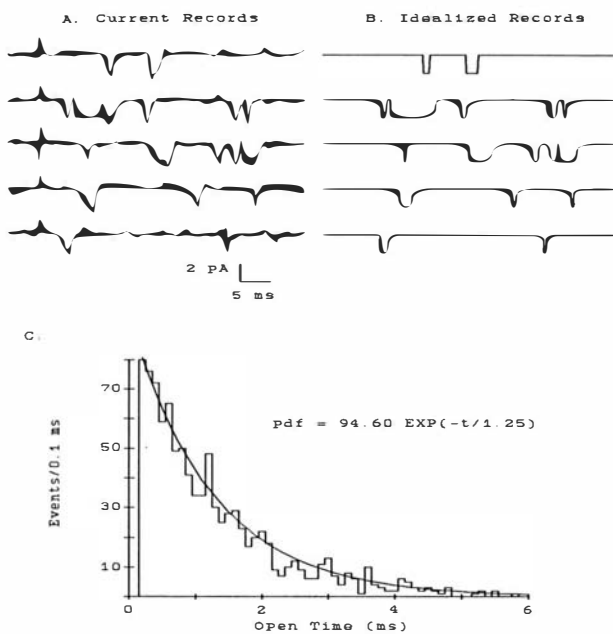 A. Current Records
B. Idealized Records
2 pA
5 ms
C.
pdf = 94.60 EXP(-t/1.25)
Events/0.1 ms
70
50
30
10
0
2
4
6
Open Time (ms)